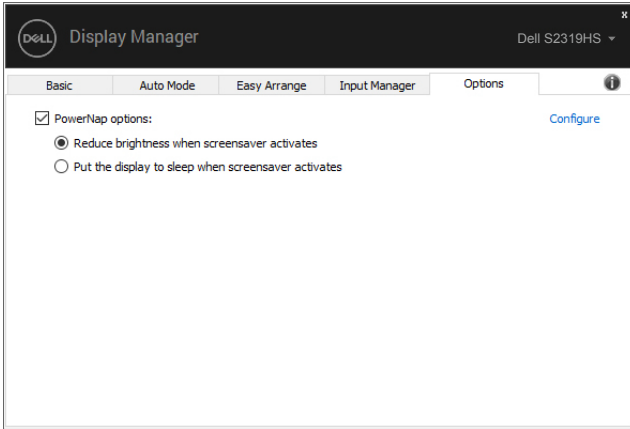 x
DELL
Display Manager
Dell S2319HS
Basic
Auto Mode
Easy Arrange
Input Manager
Options
i
PowerNap options:
Configure
Reduce brightness when screensaver activates
Put the display to sleep when screensaver activates